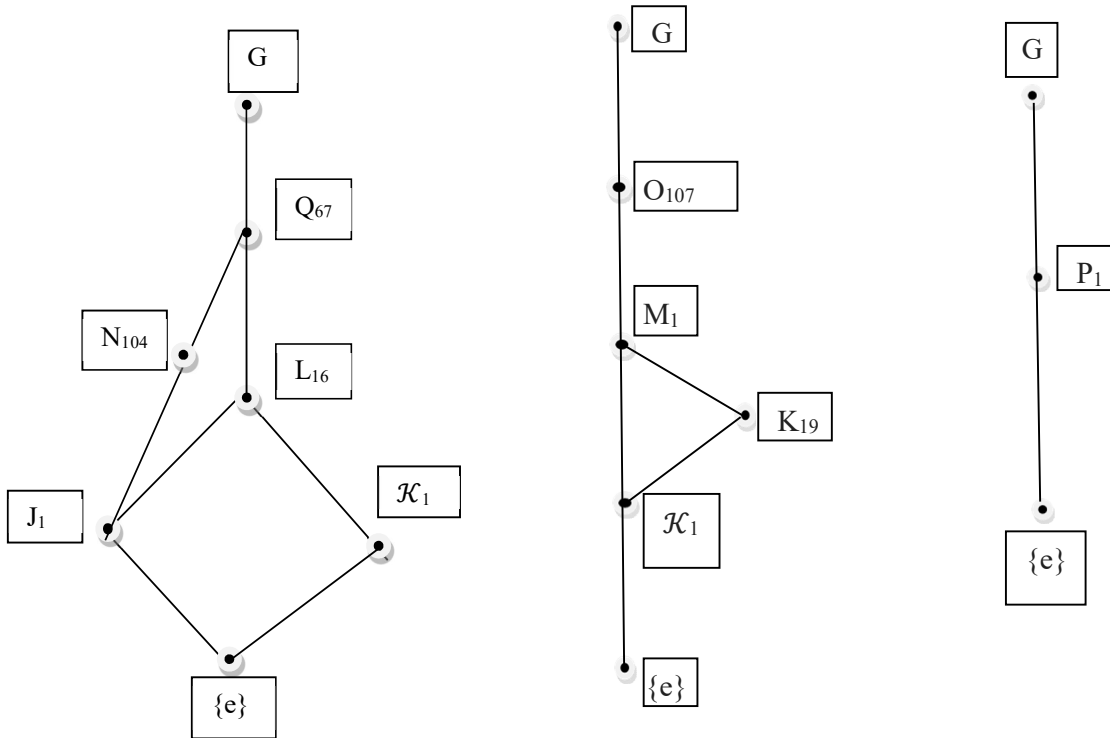 G
Q₆₇
N₁₀₄
L₁₆
J₁
𝒦₁
{e}
G
O₁₀₇
M₁
K₁₉
𝒦₁
{e}
G
P₁
{e}